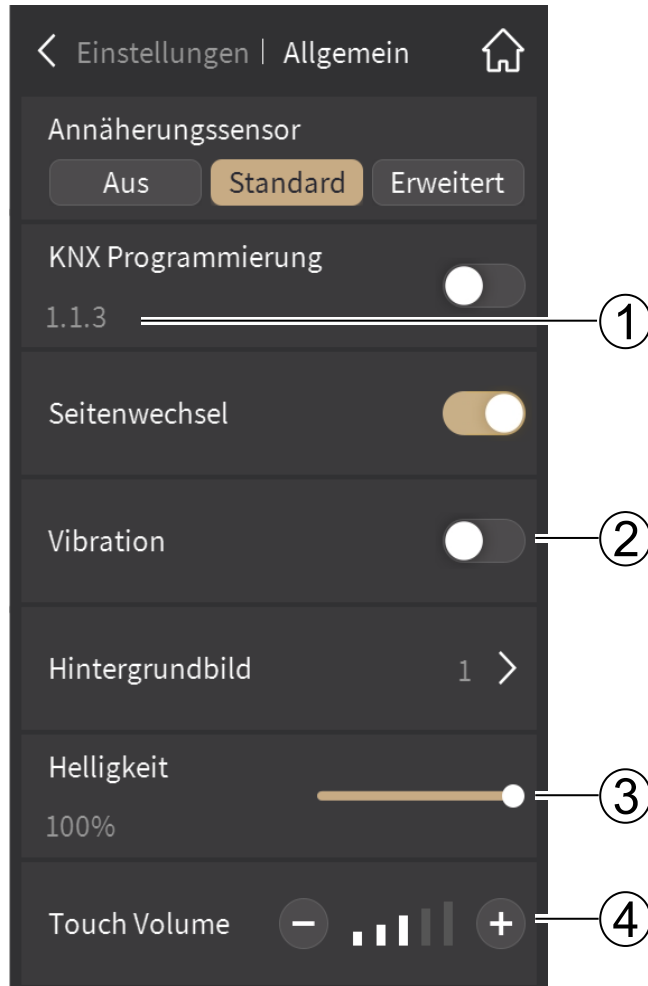 Einstellungen | Allgemein
Annäherungssensor
Aus Standard Erweitert
KNX Programmierung
1.1.3
1
Seitenwechsel
Vibration
2
Hintergrundbild 1
Helligkeit
3
100%
Touch Volume - +
4